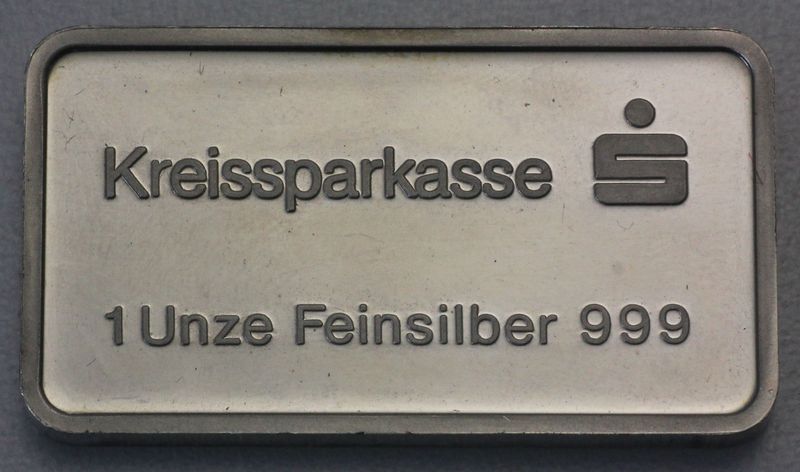 Kreissparkasse
1 Unze Feinsilber 999